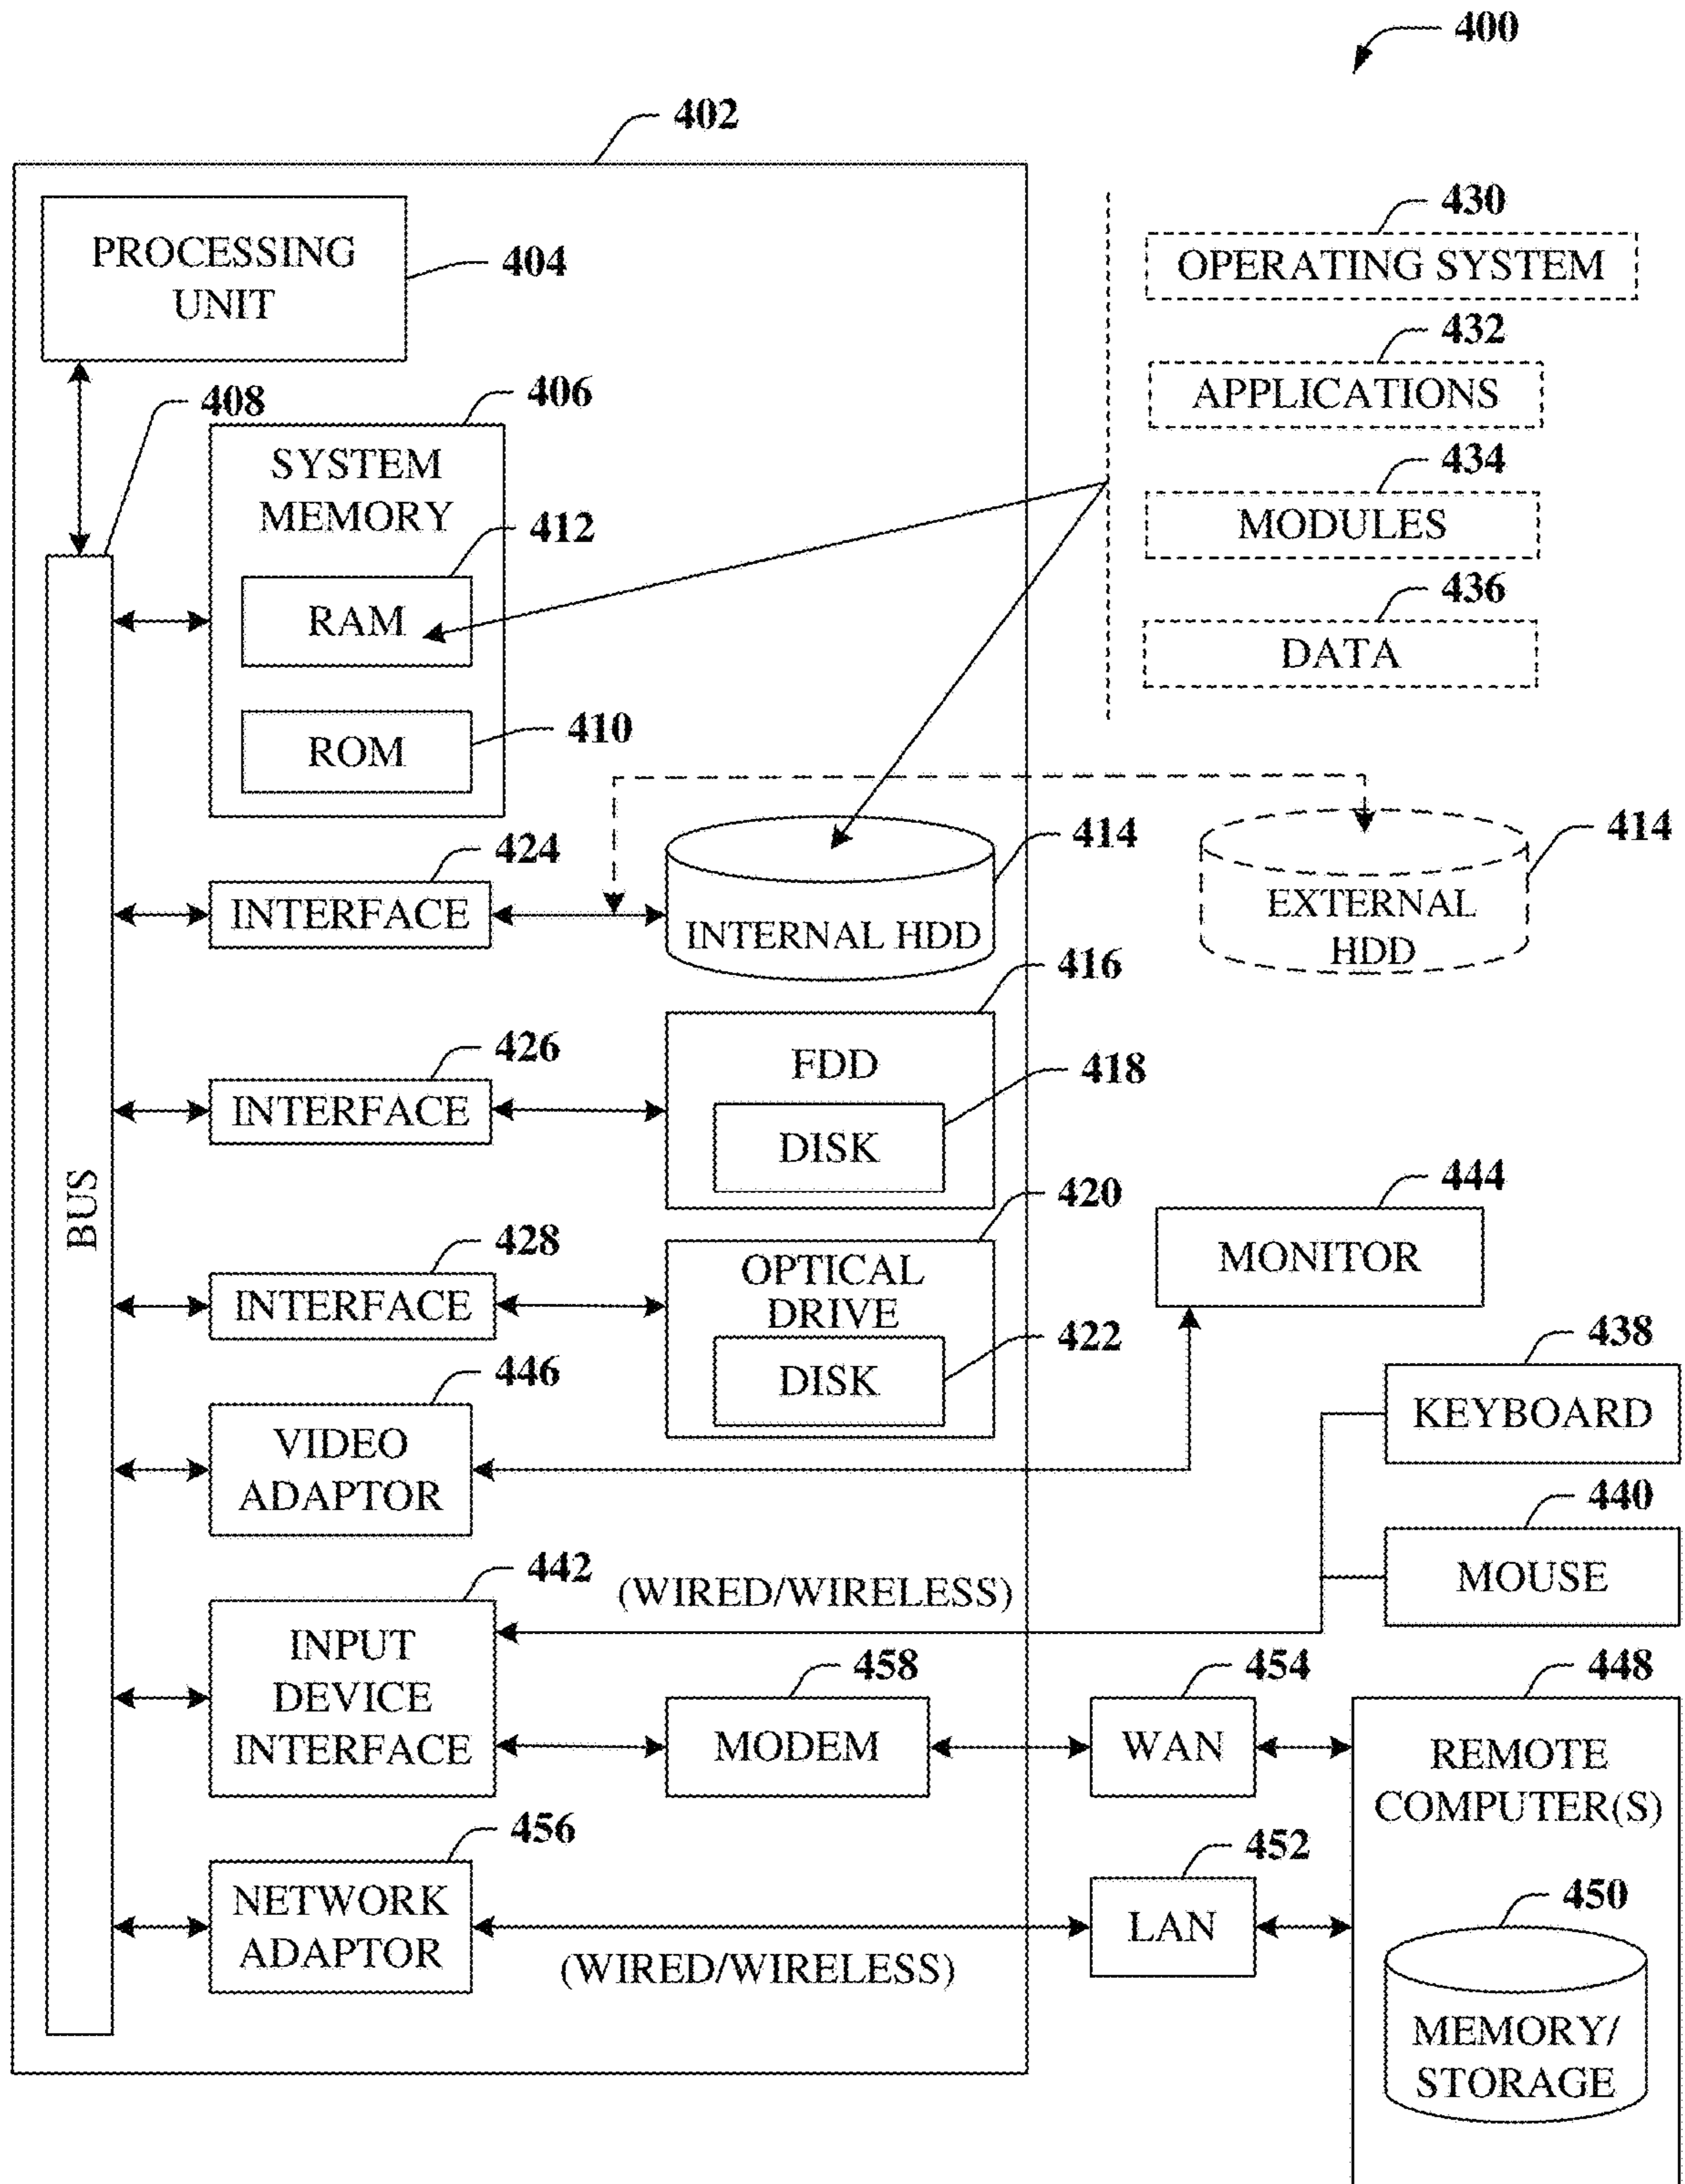 400
402
PROCESSING
UNIT
404
408
406
SYSTEM
MEMORY
412
RAM
410
ROM
430
OPERATING SYSTEM
432
APPLICATIONS
434
MODULES
436
DATA
BUS
424
INTERFACE
414
INTERNAL HDD
414
EXTERNAL
HDD
426
INTERFACE
416
FDD
418
DISK
428
INTERFACE
420
OPTICAL
DRIVE
422
DISK
444
MONITOR
446
VIDEO
ADAPTOR
438
KEYBOARD
440
MOUSE
442
(WIRED/WIRELESS)
INPUT
DEVICE
INTERFACE
458
MODEM
454
WAN
448
REMOTE
COMPUTER(S)
456
NETWORK
ADAPTOR
(WIRED/WIRELESS)
452
LAN
450
MEMORY/
STORAGE